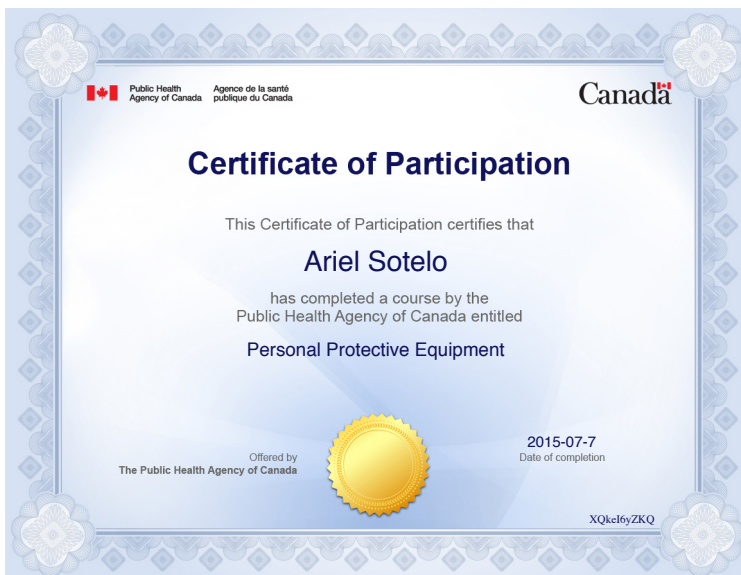 Public Health
Agency of Canada
Agence de la santé
publique du Canada
Canada
Certificate of Participation
This Certificate of Participation certifies that
Ariel Sotelo
has completed a course by the
Public Health Agency of Canada entitled
Personal Protective Equipment
Offered by
The Public Health Agency of Canada
2015-07-7
Date of completion
XQkeI6yZKQ